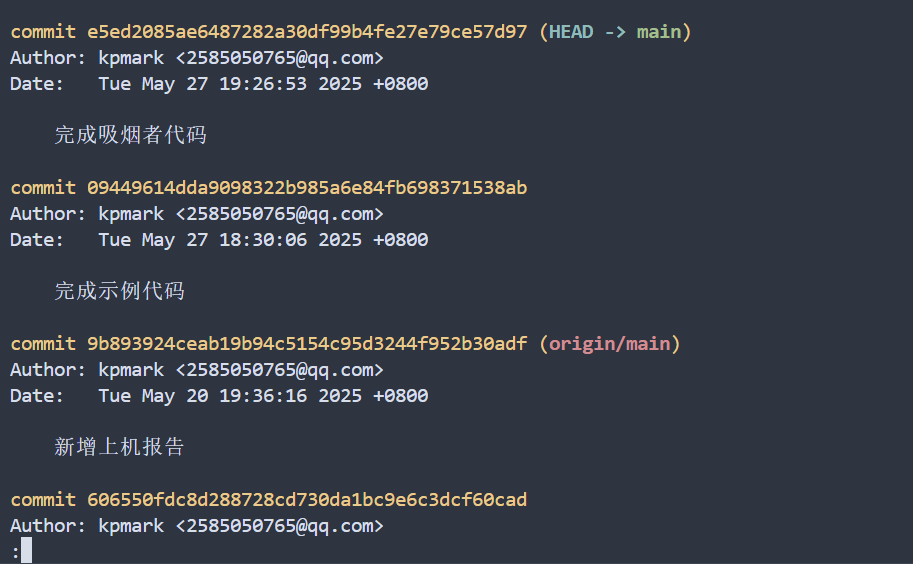 commit e5ed2085ae6487282a30df99b4fe27e79ce57d97 (HEAD -> main)
Author: kpmark <2585050765@qq.com>
Date:   Tue May 27 19:26:53 2025 +0800
完成吸烟者代码
commit 09449614dda9098322b985a6e84fb698371538ab
Author: kpmark <2585050765@qq.com>
Date:   Tue May 27 18:30:06 2025 +0800
完成示例代码
commit 9b893924ceab19b94c5154c95d3244f952b30adf (origin/main)
Author: kpmark <2585050765@qq.com>
Date:   Tue May 20 19:36:16 2025 +0800
新增上机报告
commit 606550fdc8d288728cd730da1bc9e6c3dcf60cad
Author: kpmark <2585050765@qq.com>
: